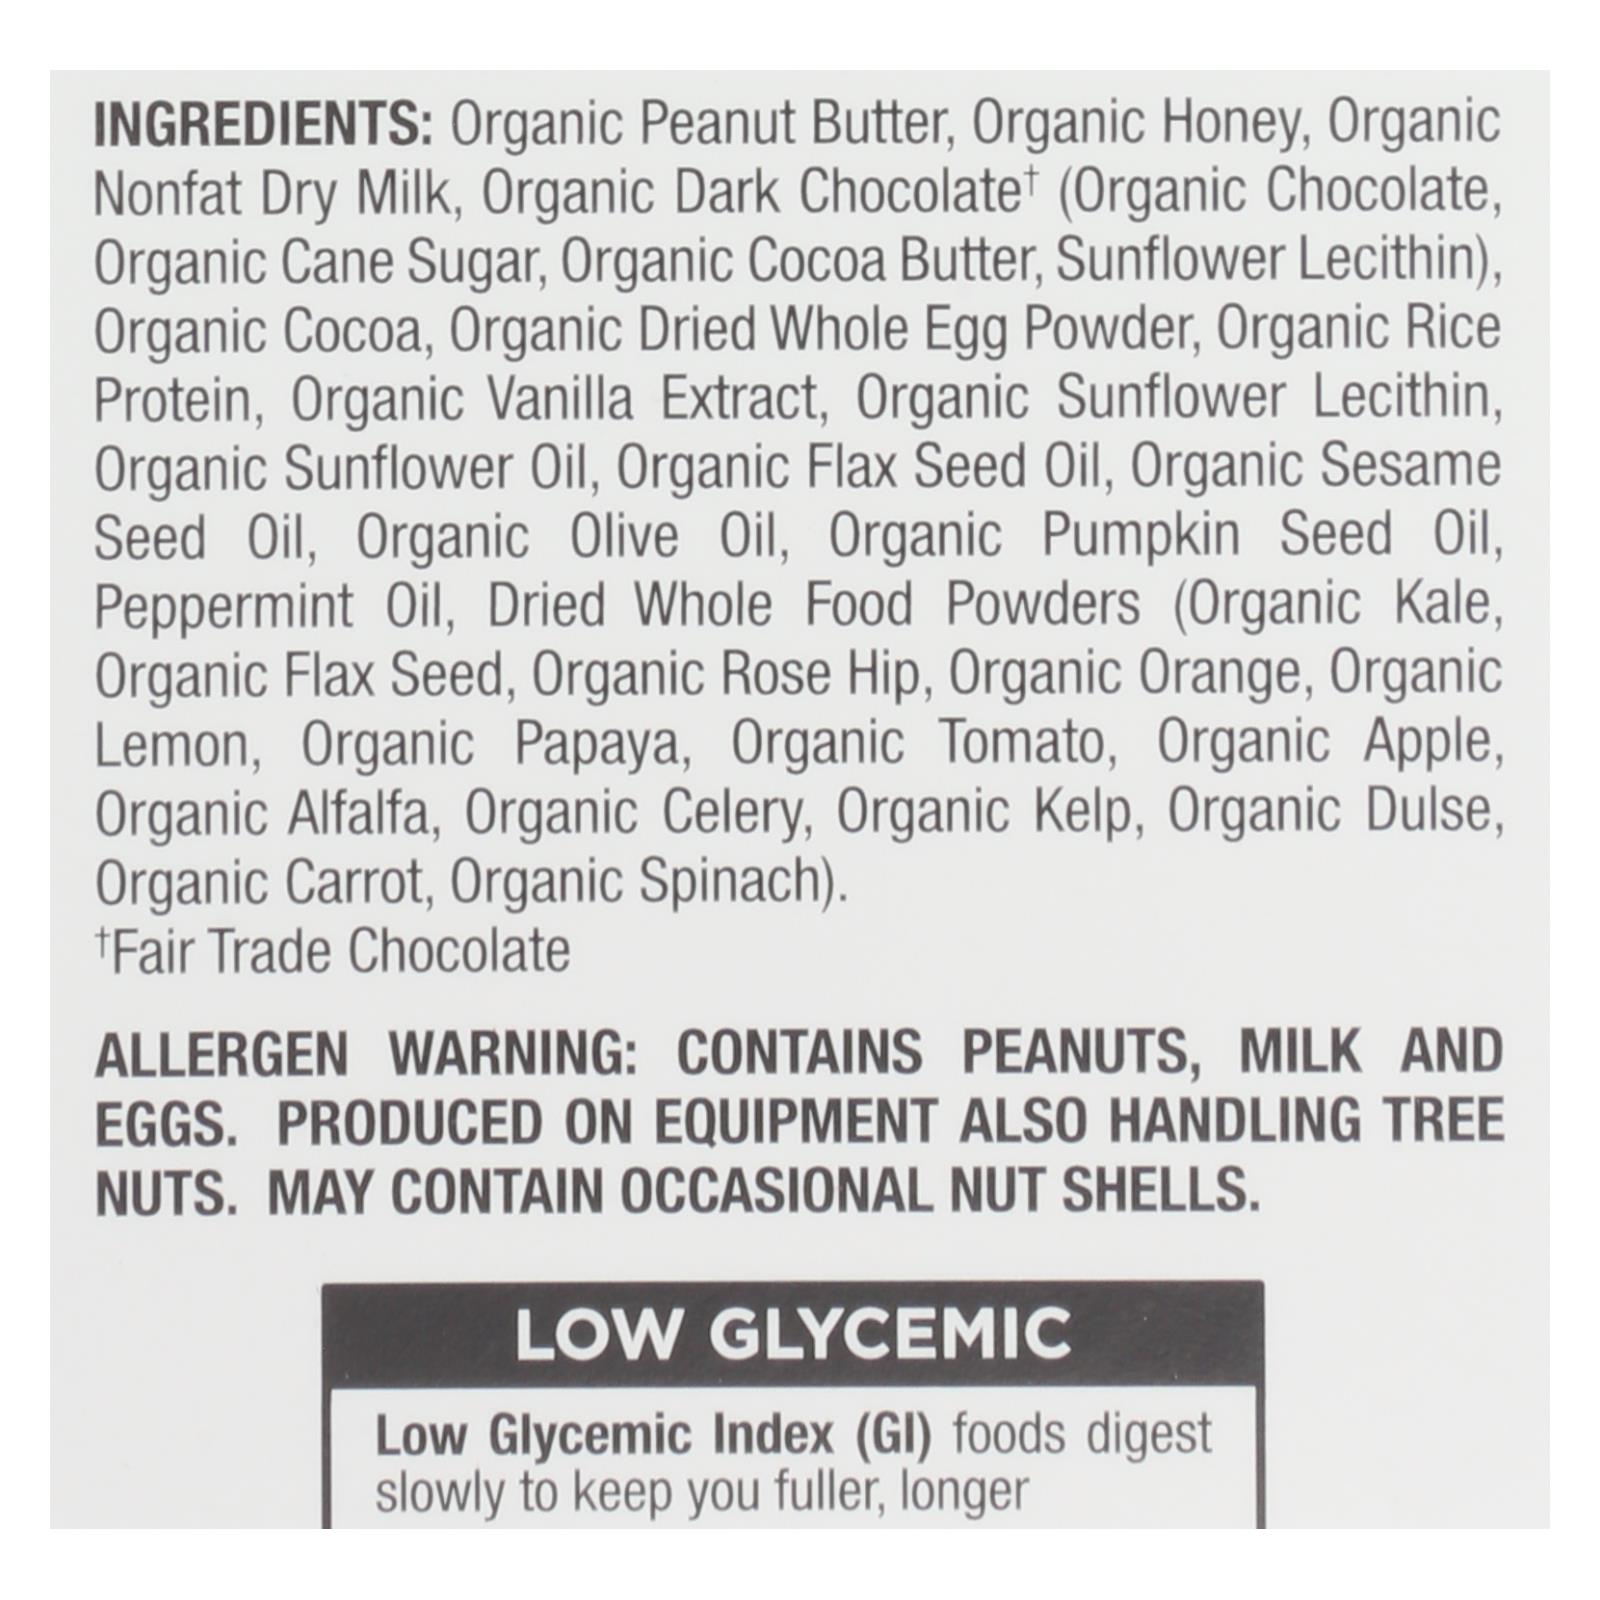 INGREDIENTS: Organic Peanut Butter, Organic Honey, Organic
Nonfat Dry Milk, Organic Dark Chocolate† (Organic Chocolate,
Organic Cane Sugar, Organic Cocoa Butter, Sunflower Lecithin),
Organic Cocoa, Organic Dried Whole Egg Powder, Organic Rice
Protein, Organic Vanilla Extract, Organic Sunflower Lecithin,
Organic Sunflower Oil, Organic Flax Seed Oil, Organic Sesame
Seed Oil, Organic Olive Oil, Organic Pumpkin Seed Oil,
Peppermint Oil, Dried Whole Food Powders (Organic Kale,
Organic Flax Seed, Organic Rose Hip, Organic Orange, Organic
Lemon, Organic Papaya, Organic Tomato, Organic Apple,
Organic Alfalfa, Organic Celery, Organic Kelp, Organic Dulse,
Organic Carrot, Organic Spinach).
†Fair Trade Chocolate
ALLERGEN WARNING: CONTAINS PEANUTS, MILK AND
EGGS. PRODUCED ON EQUIPMENT ALSO HANDLING TREE
NUTS. MAY CONTAIN OCCASIONAL NUT SHELLS.
LOW GLYCEMIC
Low Glycemic Index (GI) foods digest
slowly to keep you fuller, longer